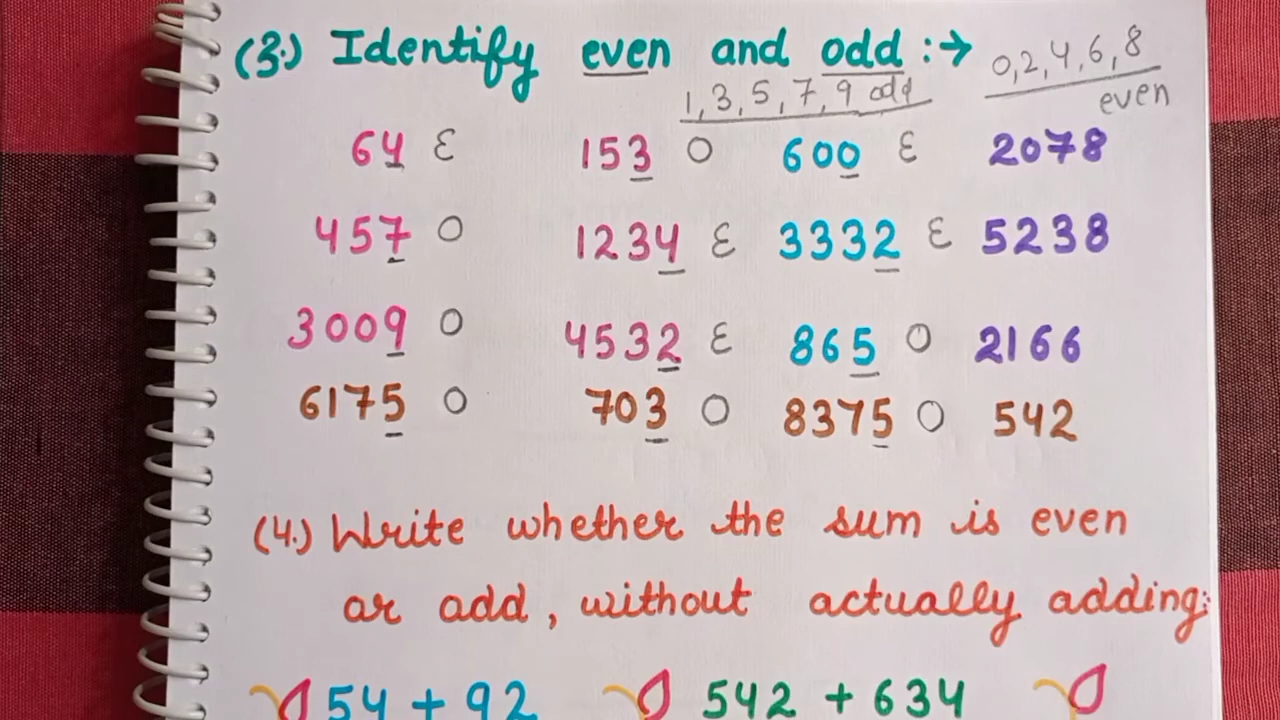 (3.) Identify even and odd :→ 0,2,4,6,8
1,3,5,7,9 odd even
64 E 153 O 600 E 2078
457 O 1234 E 3332 E 5238
3009 O 4532 E 865 O 2166
6175 O 703 O 8375 O 542
(4.) Write whether the sum is even
or add, without actually adding:
54 + 92 542 + 634